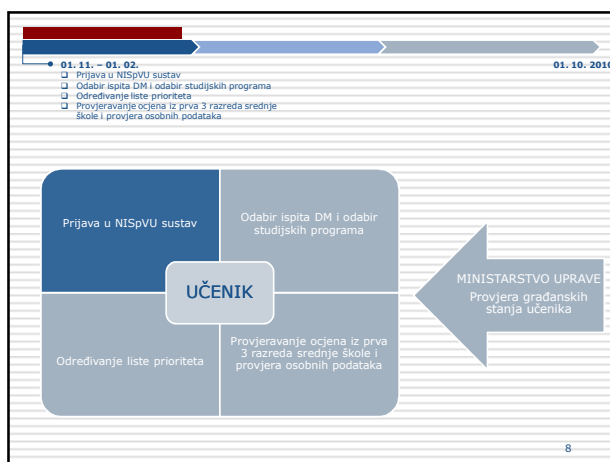 01. 11. – 01. 02.
01. 10. 2010
❑ Prijava u NISpVU sustav
❑ Odabir ispita DM i odabir studijskih programa
❑ Određivanje liste prioriteta
❑ Provjeravanje ocjena iz prva 3 razreda srednje
škole i provjera osobnih podataka
Prijava u NISpVU sustav
Odabir ispita DM i odabir
studijskih programa
UČENIK
Određivanje liste prioriteta
Provjeravanje ocjena iz prva
3 razreda srednje škole i
provjera osobnih podataka
MINISTARSTVO UPRAVE
Provjera građanskih
stanja učenika
8